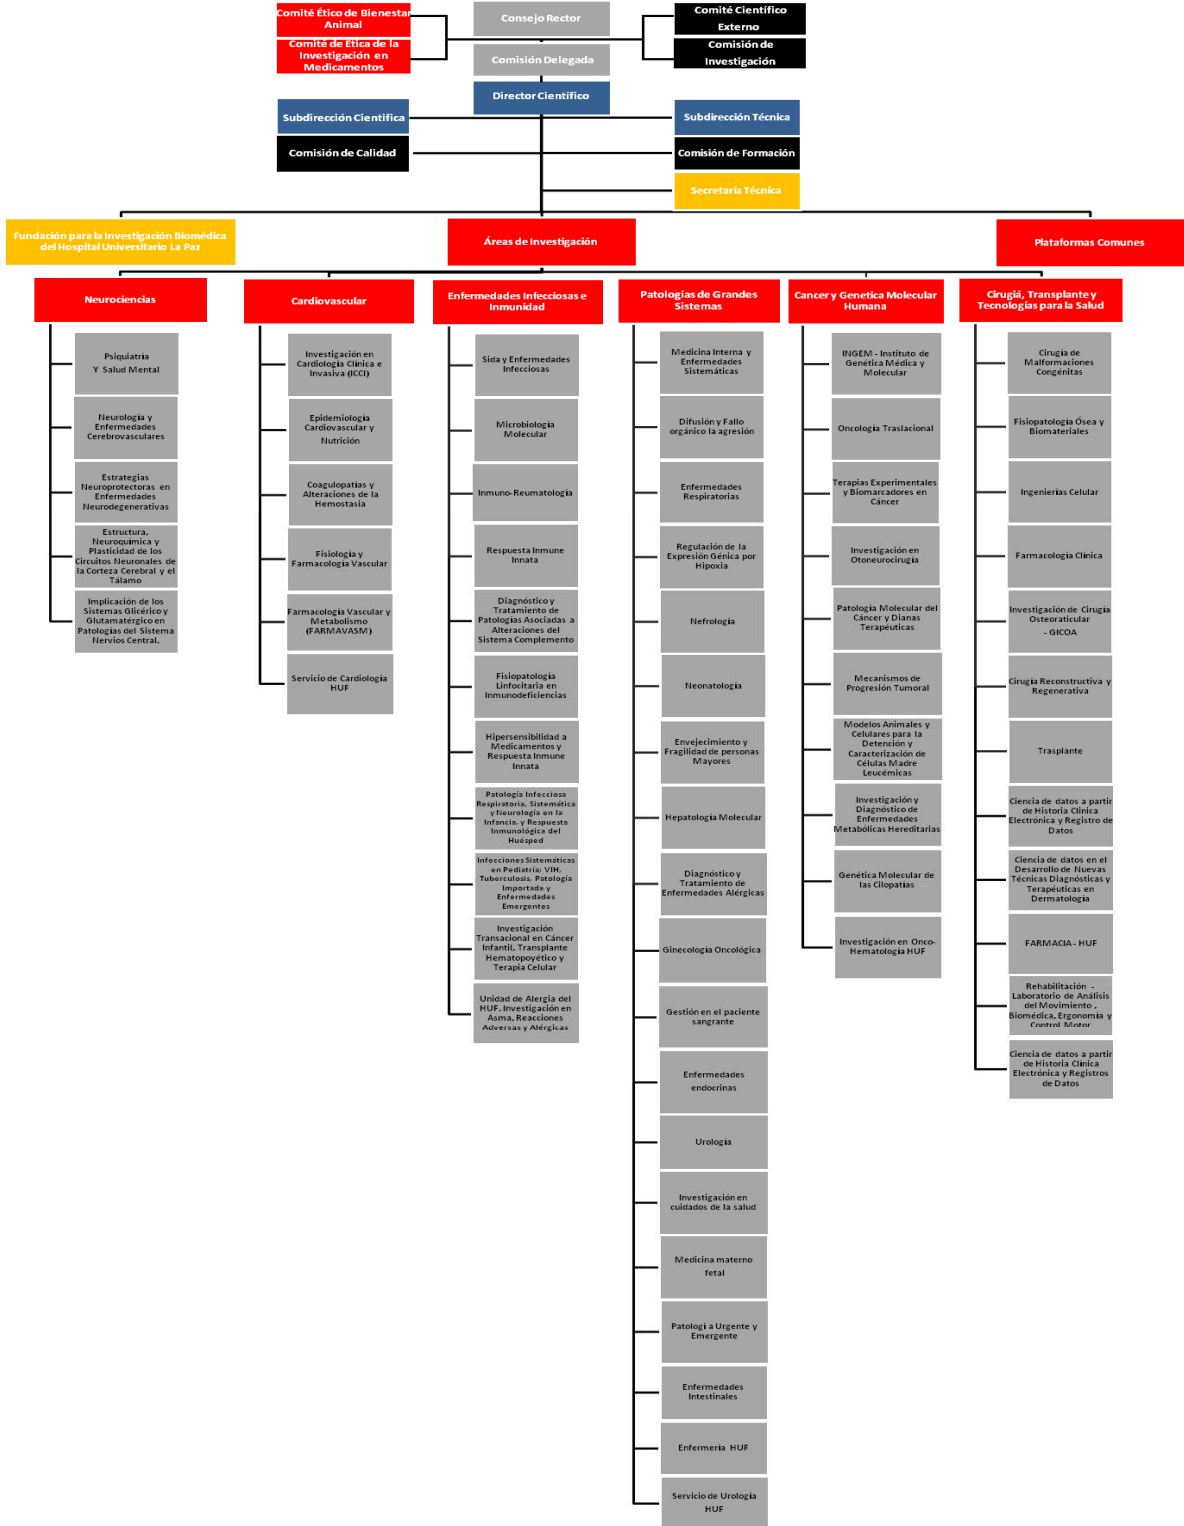 Comité Ético de Bienestar
Animal
Comité de Ética de la
Investigación en
Medicamentos
Consejo Rector
Comisión Delegada
Comité Científico
Externo
Comisión de
Investigación
Director Científico
Subdirección Científica
Subdirección Técnica
Comisión de Calidad
Comisión de Formación
Secretaría Técnica
Fundación para la Investigación Biomédica
del Hospital Universitario La Paz
Áreas de Investigación
Plataformas Comunes
Neurociencias
Psiquiatría
Y Salud Mental
Neurología y
Enfermedades
Cerebrovasculares
Estrategias
Neuroprotectoras en
Enfermedades
Neurodegenerativas
Estructura,
Neuroquímica y
Plasticidad de los
Circuitos Neuronales de
la Corteza Cerebral y el
Tálamo
Implicación de los
Sistemas Glicérico y
Glutamatérgico en
Patologías del Sistema
Nervios Central.
Cardiovascular
Investigación en
Cardiología Clínica e
Invasiva (ICCI)
Epidemiología
Cardiovascular y
Nutrición
Coagulopatías y
Alteraciones de la
Hemostasia
Fisiología y
Farmacología Vascular
Farmacología Vascular y
Metabolismo
(FARMAVASM)
Servicio de Cardiología
HUF
Enfermedades Infecciosas e
Inmunidad
Sida y Enfermedades
Infecciosas
Microbiología
Molecular
Inmuno-Reumatología
Respuesta Inmune
Innata
Diagnóstico y
Tratamiento de
Patologías Asociadas a
Alteraciones del
Sistema Complemento
Fisiopatología
Linfocitaria en
Inmunodeficiencias
Hipersensibilidad a
Medicamentos y
Respuesta Inmune
Innata
Patología Infecciosa
Respiratoria, Sistemática
y Neurología en la
Infancia, y Respuesta
Inmunológica del
Huésped
Infecciones Sistemáticas
en Pediatría; VIH,
Tuberculosis, Patología
Importada y
Enfermedades
Emergentes
Investigación
Transacional en Cáncer
Infantil, Transplante
Hematopoyético y
Terapia Celular
Unidad de Alergia del
HUF. Investigación en
Asma, Reacciones
Adversas y Alérgicas
Patologías de Grandes
Sistemas
Medicina Interna y
Enfermedades
Sistemáticas
Difusión y Fallo
orgánico la agresión
Enfermedades
Respiratorias
Regulación de la
Expresión Génica por
Hipoxia
Nefrología
Neonatología
Envejecimiento y
Fragilidad de personas
Mayores
Hepatología Molecular
Diagnóstico y
Tratamiento de
Enfermedades Alérgicas
Ginecología Oncológica
Gestión en el paciente
sangrante
Enfermedades
endocrinas
Urología
Investigación en
cuidados de la salud
Medicina materno
fetal
Patologi a Urgente y
Emergente
Enfermedades
Intestinales
Enfermería HUF
Servicio de Urología
HUF
Cancer y Genetica Molecular
Humana
INGEM - Instituto de
Genética Médica y
Molecular
Oncología Traslacional
Terapias Experimentales
y Biomarcadores en
Cáncer
Investigación en
Otoneurocirugía
Patología Molecular del
Cáncer y Dianas
Terapéuticas
Mecanismos de
Progresión Tumoral
Modelos Animales y
Celulares para la
Detención y
Caracterización de
Células Madre
Leucémicas
Investigación y
Diagnóstico de
Enfermedades
Metabólicas Hereditarias
Genética Molecular de
las Cilopatías
Investigación en Onco-
Hematología HUF
Cirugiá, Transplante y
Tecnologías para la Salud
Cirugía de
Malformaciones
Congénitas
Fisiopatología Ósea y
Biomateriales
Ingenierías Celular
Farmacología Clínica
Investigación de Cirugía
Osteoraticular
- GICOA
Cirugía Reconstructiva y
Regenerativa
Trasplante
Ciencia de datos a partir
de Historia Clínica
Electrónica y Registro de
Datos
Ciencia de datos en el
Desarrollo de Nuevas
Técnicas Diagnósticas y
Terapéuticas en
Dermatología
FARMACIA - HUF
Rehabilitación -
Laboratorio de Análisis
del Movimiento ,
Biomédica, Ergonomía y
Control Motor
Ciencia de datos a partir
de Historia Clínica
Electrónica y Registros
de Datos